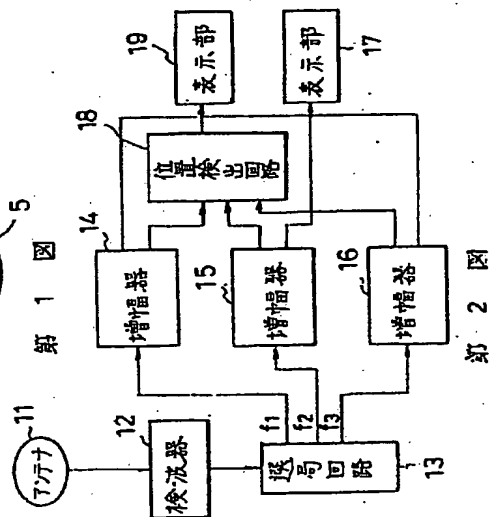 5
第 1 図
アンテナ
11
検波器
12
選局回路
13
f1
f2
f3
増幅器
14
増幅器
15
増幅器
16
位置検出回路
18
表示部
19
表示部
17
第 2 図